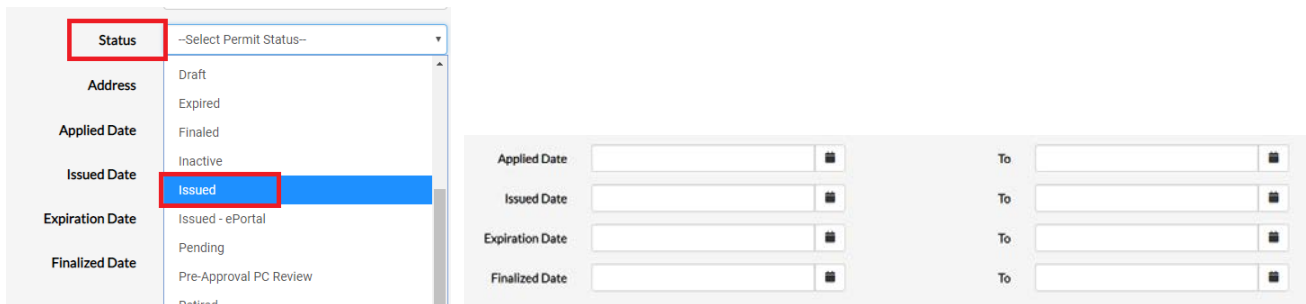 Status
--Select Permit Status--
Address
Draft
Expired
Applied Date
Finaled
Inactive
Issued Date
Issued
Expiration Date
Issued - ePortal
Pending
Finalized Date
Pre-Approval PC Review
Retired
Applied Date To
Issued Date To
Expiration Date To
Finalized Date To